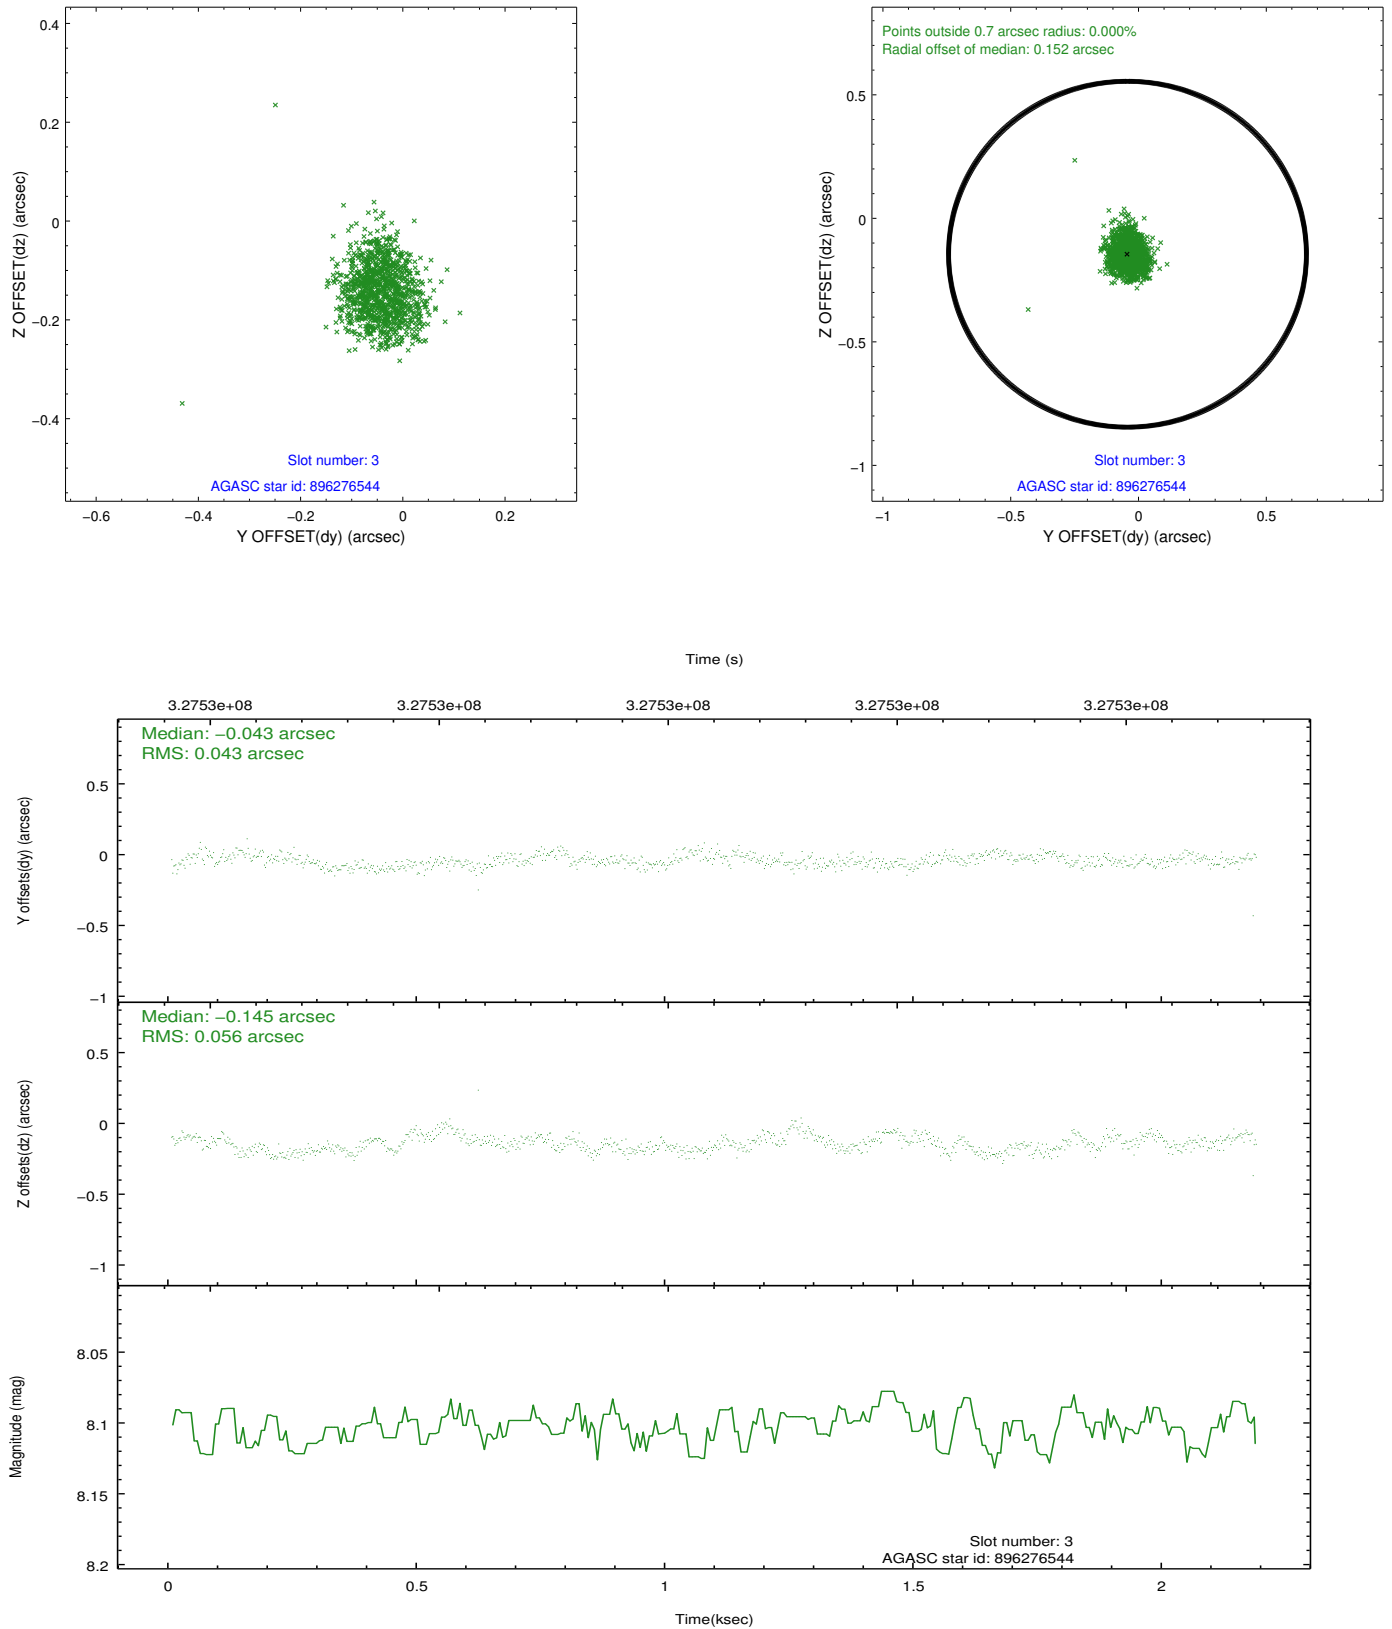 0.4
0.2
0
−0.2
−0.4
Z OFFSET(dz) (arcsec)
Slot number: 3
AGASC star id: 896276544
−0.6
−0.4
−0.2
0
0.2
Y OFFSET(dy) (arcsec)
Points outside 0.7 arcsec radius: 0.000%
Radial offset of median: 0.152 arcsec
0.5
0
−0.5
−1
Z OFFSET(dz) (arcsec)
Slot number: 3
AGASC star id: 896276544
−1
−0.5
0
0.5
Y OFFSET(dy) (arcsec)
Time (s)
3.2753e+08
3.2753e+08
3.2753e+08
3.2753e+08
3.2753e+08
Median: −0.043 arcsec
RMS: 0.043 arcsec
0.5
0
−0.5
−1
Y offsets(dy) (arcsec)
Median: −0.145 arcsec
RMS: 0.056 arcsec
0.5
0
−0.5
−1
Z offsets(dz) (arcsec)
8.05
8.1
8.15
8.2
Magnitude (mag)
Slot number: 3
AGASC star id: 896276544
0
0.5
1
1.5
2
Time(ksec)